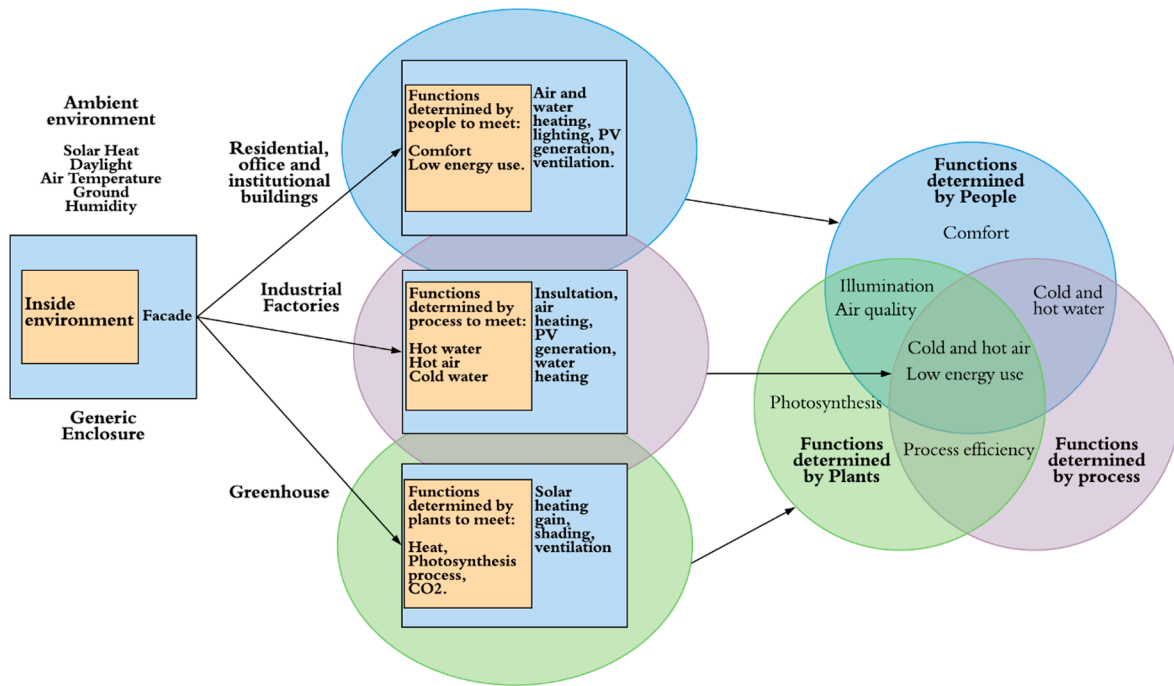 Ambient
environment
Solar Heat
Daylight
Air Temperature
Ground
Humidity
Inside
environment
Facade
Generic
Enclosure
Residential,
office and
institutional
buildings
Industrial
Factories
Greenhouse
Functions
determined by
people to meet:
Comfort
Low energy use.
Air and
water
heating,
lighting, PV
generation,
ventilation.
Functions
determined by
process to meet:
Hot water
Hot air
Cold water
Insultation,
air
heating,
PV
generation,
water
heating
Functions
determined by
plants to meet:
Heat,
Photosynthesis
process,
CO2.
Solar
heating
gain,
shading,
ventilation
Functions
determined
by People
Comfort
Illumination
Air quality
Cold and
hot water
Cold and hot air
Low energy use
Photosynthesis
Functions
determined
by Plants
Process efficiency
Functions
determined
by process